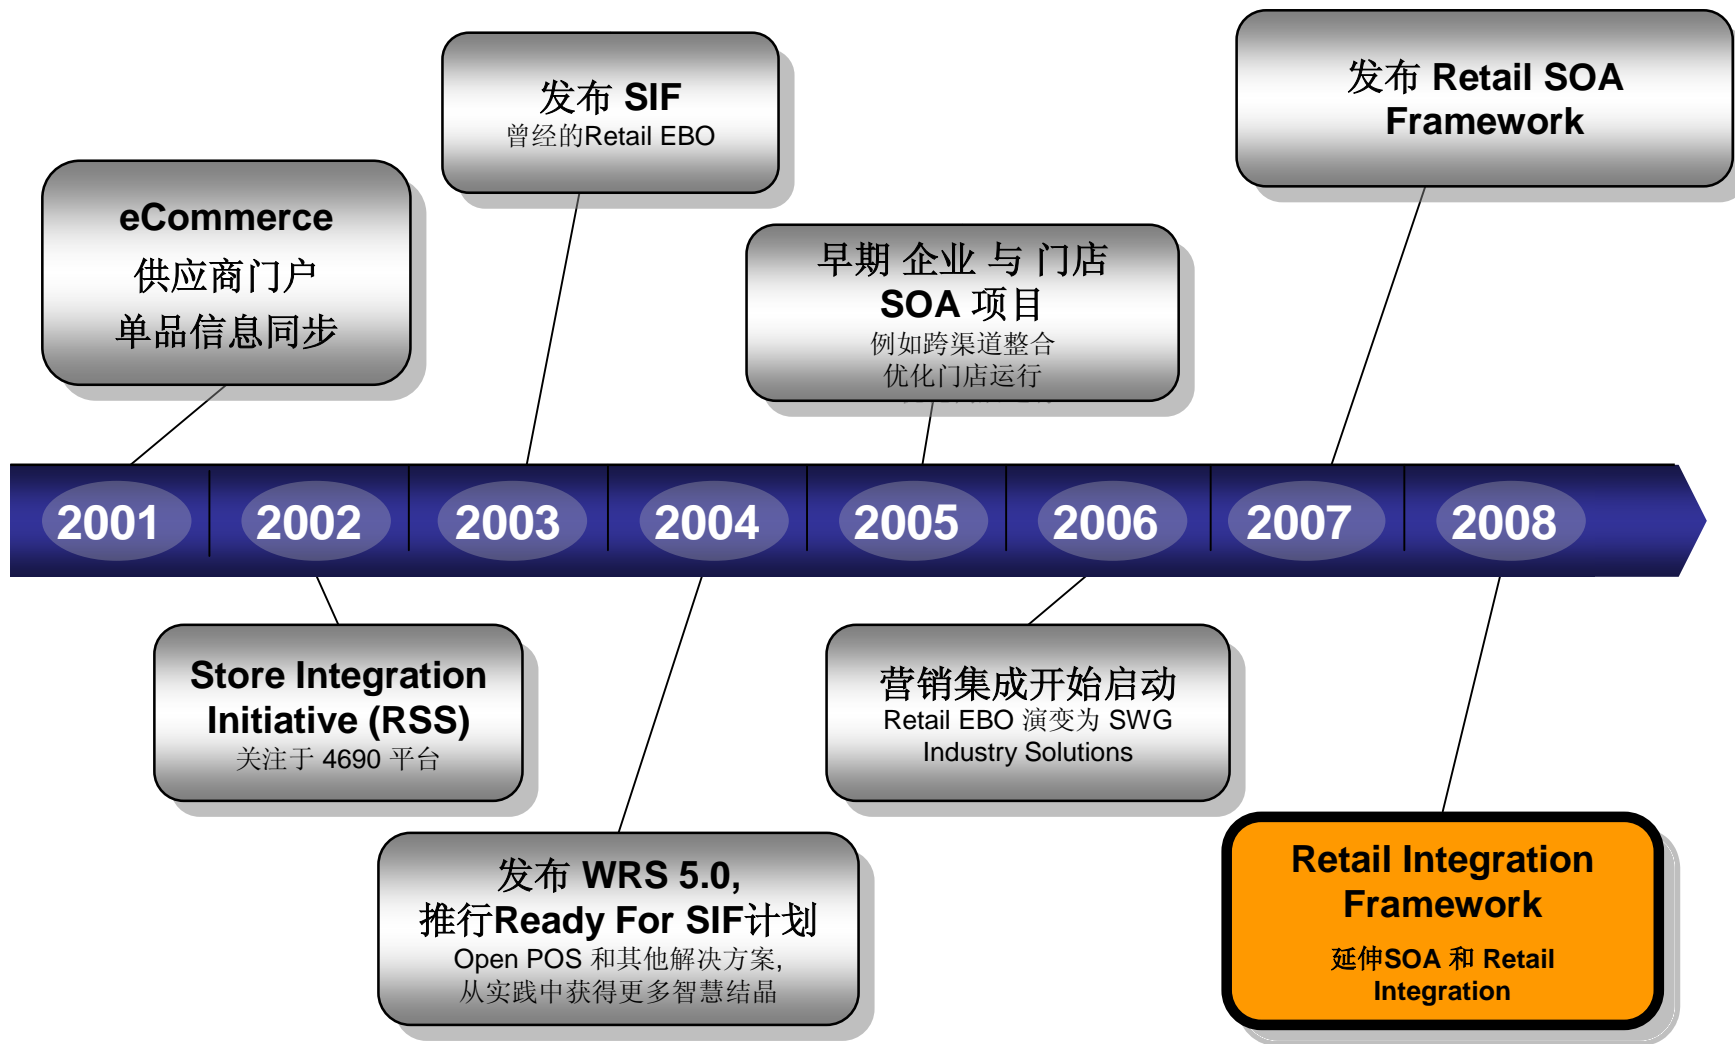 发布 SIF
曾经的Retail EBO
发布 Retail SOA
Framework
eCommerce
供应商门户
单品信息同步
早期 企业 与 门店
SOA 项目
例如跨渠道整合
优化门店运行
2001
2002
2003
2004
2005
2006
2007
2008
Store Integration
Initiative (RSS)
关注于 4690 平台
营销集成开始启动
Retail EBO 演变为 SWG
Industry Solutions
发布 WRS 5.0,
推行Ready For SIF计划
Open POS 和其他解决方案,
从实践中获得更多智慧结晶
Retail Integration
Framework
延伸SOA 和 Retail
Integration